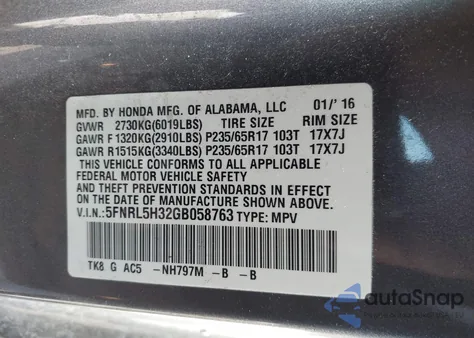 MFD. BY HONDA MFG. OF ALABAMA, LLC 01/'16
GVWR 2730KG(6019LBS) TIRE SIZE RIM SIZE
GAWR F 1320KG(2910LBS) P235/65R17 103T 17X7J
GAWR R1515KG(3340LBS) P235/65R17 103T 17X7J
THIS VEHICLE CONFORMS TO ALL APPLICABLE
FEDERAL MOTOR VEHICLE SAFETY
AND THEFT PREVENTION STANDARDS IN EFFECT
ON THE DATE OF MANUFACTURE SHOWN ABOVE.
V.I.N.: 5FNRL5H32GB058763 TYPE: MPV
TK8 G AC5 -NH797M -B -B
autoSnap